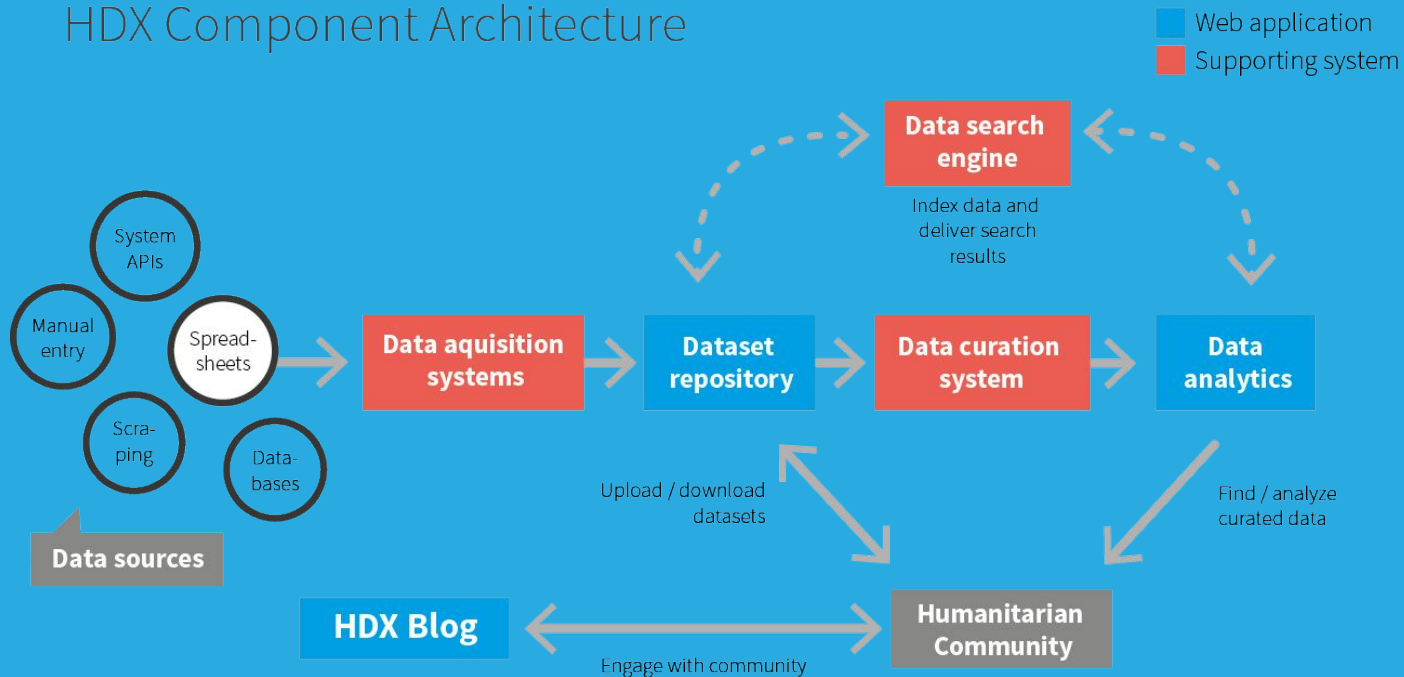 HDX Component Architecture
Web application
Supporting system
Data search
engine
Index data and
deliver search
results
System
APIs
Manual
entry
Spread-
sheets
Scra-
ping
Data-
bases
Data sources
Data aquisition
systems
Dataset
repository
Data curation
system
Data
analytics
Upload / download
datasets
Find / analyze
curated data
HDX Blog
Engage with community
Humanitarian
Community